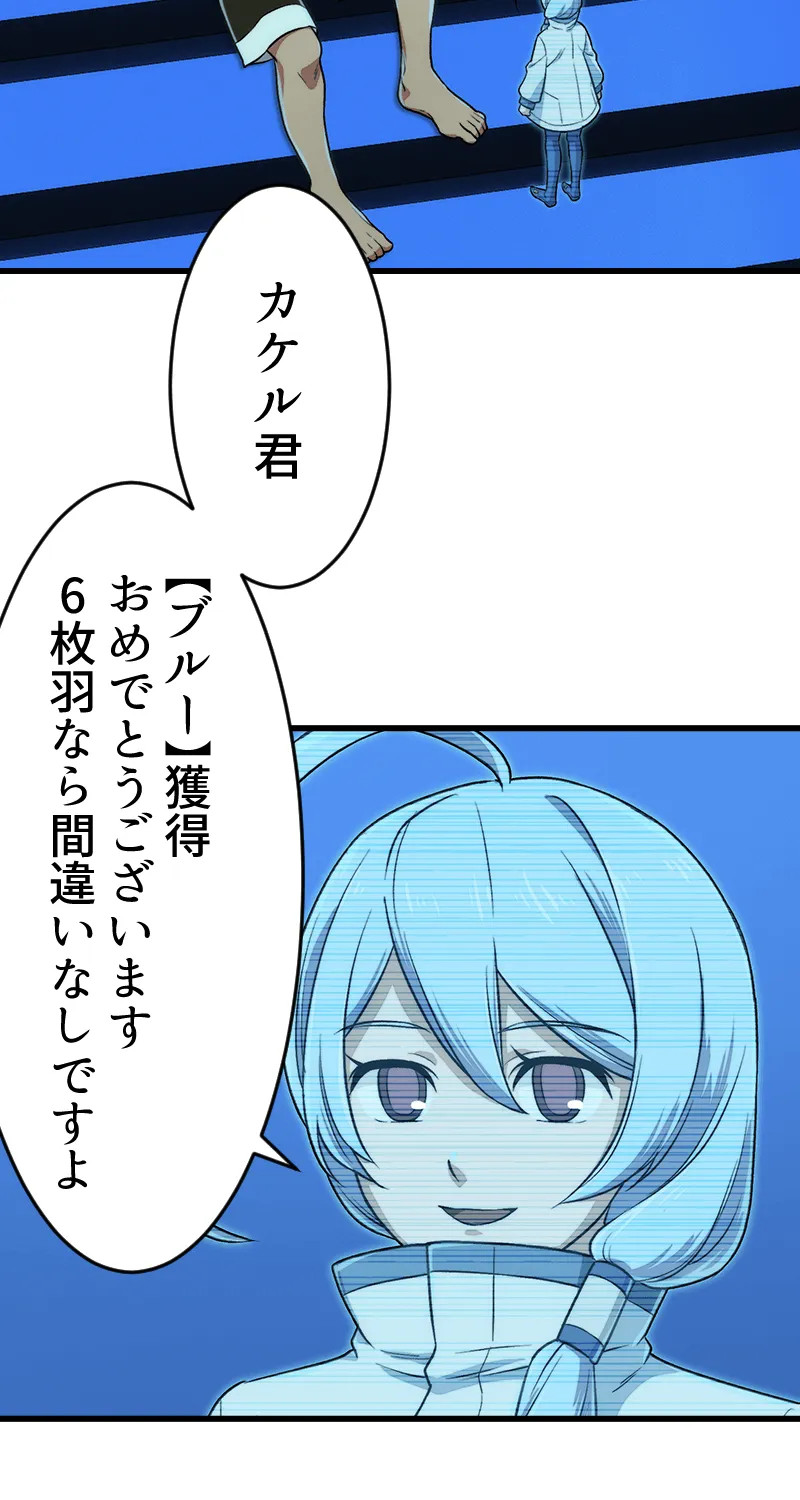 カケル君
【ブルー】獲得
おめでとうございます
6枚羽なら間違いなしですよ